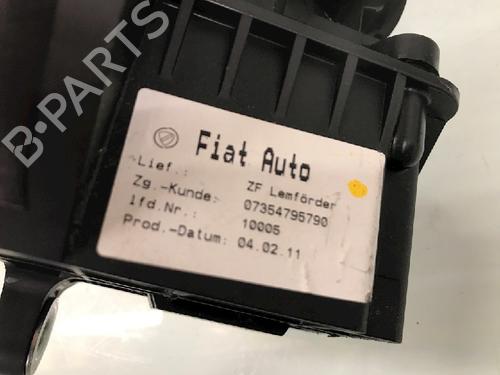 B-PARTS
Fiat Auto
Lief.: ZF Lemförder
Zg.-Kunde: 07354795790
lfd.Nr.: 10005
Prod.-Datum: 04.02.11